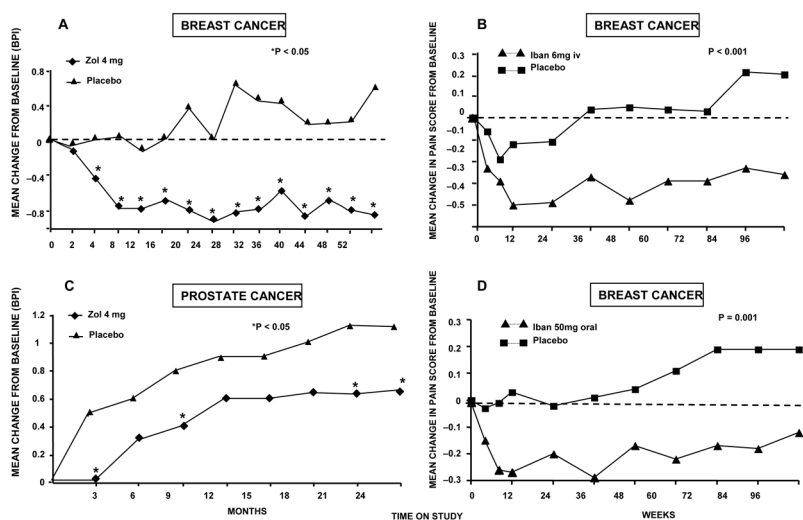 A
BREAST CANCER
*P < 0.05
Zol 4 mg
Placebo
MEAN CHANGE FROM BASELINE (BPI)
0.8
0.4
0
−0.4
−0.8
* * * * * * * * * * * * *
0 2 4 6 8 10 12 14 16 18 20 22 24 28 32 36 40 44 48 52
B
BREAST CANCER
P < 0.001
Iban 6mg iv
Placebo
MEAN CHANGE IN PAIN SCORE FROM BASELINE
0.3
0.3
0.2
0.1
0
−0.1
−0.2
−0.3
−0.4
−0.5
0 12 24 36 48 60 72 84 96
C
PROSTATE CANCER
*P < 0.05
Zol 4 mg
Placebo
MEAN CHANGE FROM BASELINE (BPI)
1.2
1
0.8
0.6
0.4
0.2
0
* * * *
3 6 9 12 15 18 21 24
MONTHS
D
BREAST CANCER
P = 0.001
Iban 50mg oral
Placebo
MEAN CHANGE IN PAIN SCORE FROM BASELINE
0.3
0.2
0.1
0
−0.1
−0.2
−0.3
0 12 24 36 48 60 72 84 96
WEEKS
TIME ON STUDY